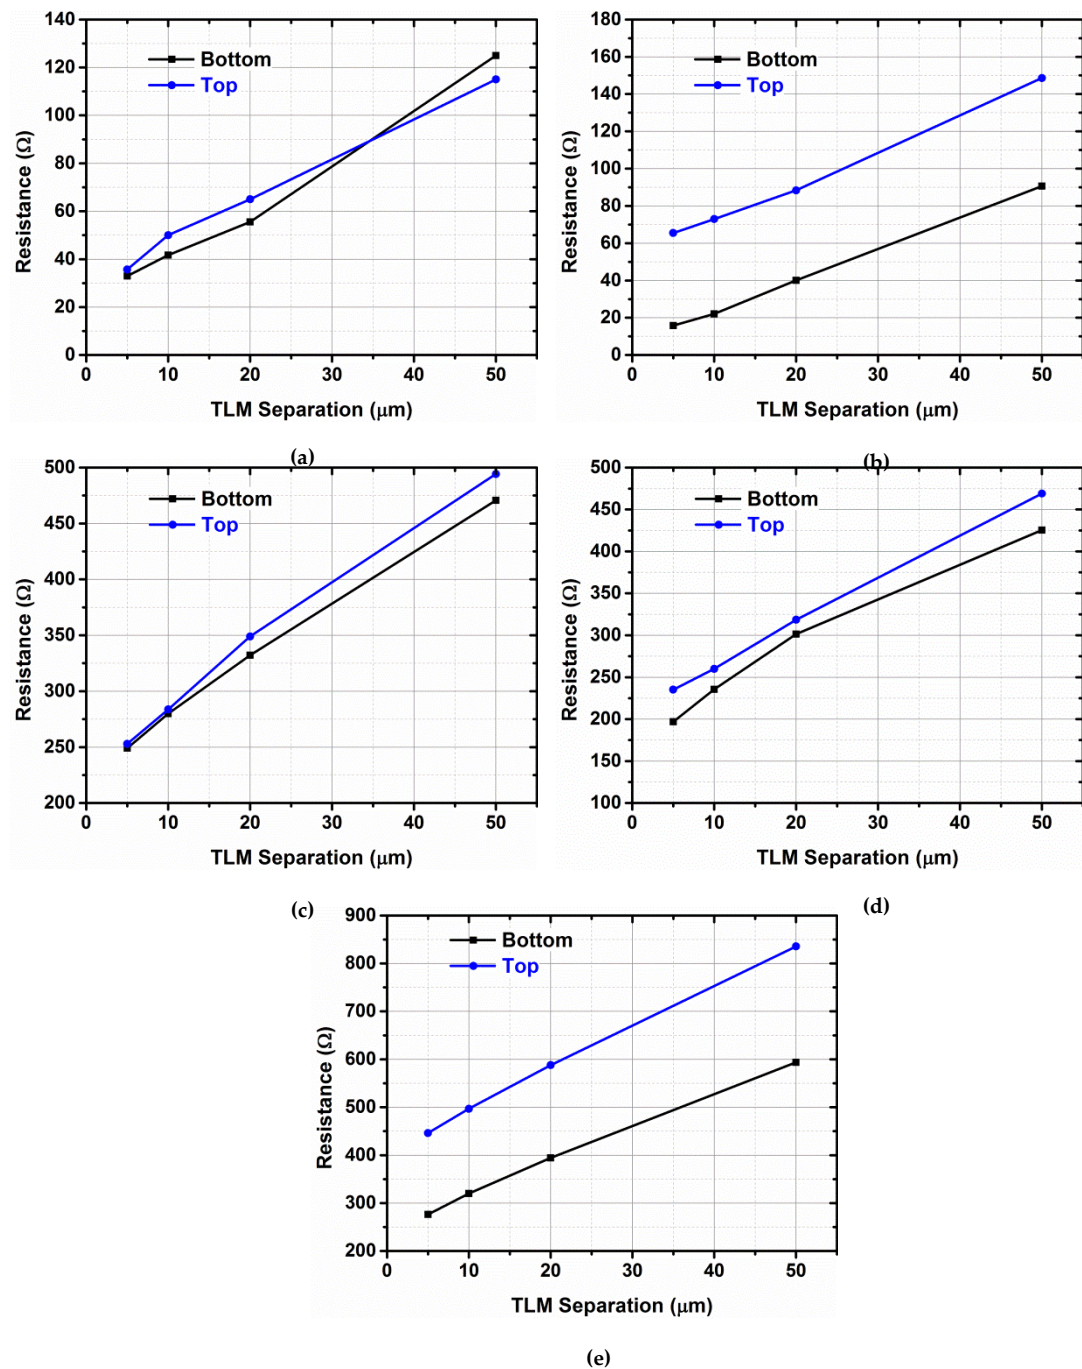 Bottom
Top
Resistance (Ω)
140
120
100
80
60
40
20
0
0 10 20 30 40 50
TLM Separation (μm)
(a)
Bottom
Top
Resistance (Ω)
180
160
140
120
100
80
60
40
20
0
0 10 20 30 40 50
TLM Separation (μm)
(b)
Bottom
Top
Resistance (Ω)
500
450
400
350
300
250
200
0 10 20 30 40 50
TLM Separation (μm)
(c)
Bottom
Top
Resistance (Ω)
500
450
400
350
300
250
200
150
100
0 10 20 30 40 50
TLM Separation (μm)
(d)
Bottom
Top
Resistance (Ω)
900
800
700
600
500
400
300
200
0 10 20 30 40 50
TLM Separation (μm)
(e)